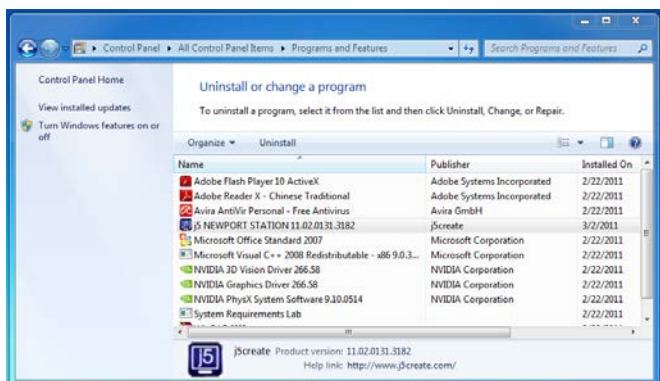 Control Panel ▸ All Control Panel Items ▸ Programs and Features
Search Programs and Features
Control Panel Home
View installed updates
Turn Windows features on or
off
Uninstall or change a program
To uninstall a program, select it from the list and then click Uninstall, Change, or Repair.
Organize Uninstall
Name Publisher Installed On
Adobe Flash Player 10 ActiveX Adobe Systems Incorporated 2/22/2011
Adobe Reader X - Chinese Traditional Adobe Systems Incorporated 2/22/2011
Avira AntiVir Personal - Free Antivirus Avira GmbH 2/22/2011
j5 NEWPORT STATION 11.02.0131.3182 j5create 3/2/2011
Microsoft Office Standard 2007 Microsoft Corporation 2/22/2011
Microsoft Visual C++ 2008 Redistributable - x86 9.0.3... Microsoft Corporation 2/22/2011
NVIDIA 3D Vision Driver 266.58 NVIDIA Corporation 2/22/2011
NVIDIA Graphics Driver 266.58 NVIDIA Corporation 2/22/2011
NVIDIA PhysX System Software 9.10.0514 NVIDIA Corporation 2/22/2011
System Requirements Lab 2/22/2011
J5 j5create Product version: 11.02.0131.3182
Help link: http://www.j5create.com/